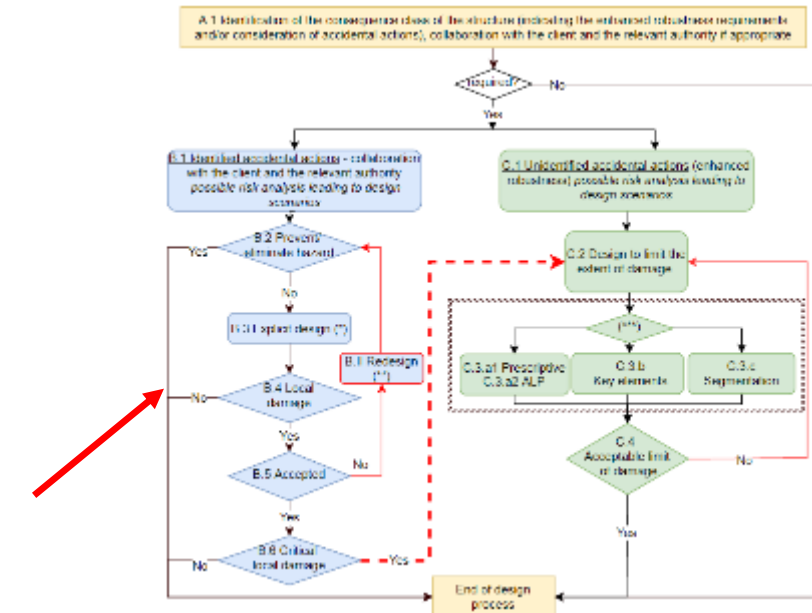 A.1 Identification of the consequence class of the structure (indicating the enhanced robustness requirements
and/or consideration of accidental actions), collaboration with the client and the relevant authority if appropriate
required?
No
Yes
B.1 Identified accidental actions - collaboration
with the client and the relevant authority
possible risk analysis leading to design
scenarios
C.1 Unidentified accidental actions (enhanced
robustness) possible risk analysis leading to
design scenarios
Yes
B.2 Prevent/
eliminate hazard
No
C.2 Design to limit the
extent of damage
B.3 Explicit design (*)
(***)
B.II Redesign
(**)
C.3.a1 Prescriptive
C.3.a2 ALP
C.3.b
Key elements
C.3.c
Segmentation
No
B.4 Local
damage
Yes
C.4
Acceptable limit
of damage
No
B.5 Accepted
No
Yes
Yes
No
B.6 Critical
local damage
Yes
End of design
process